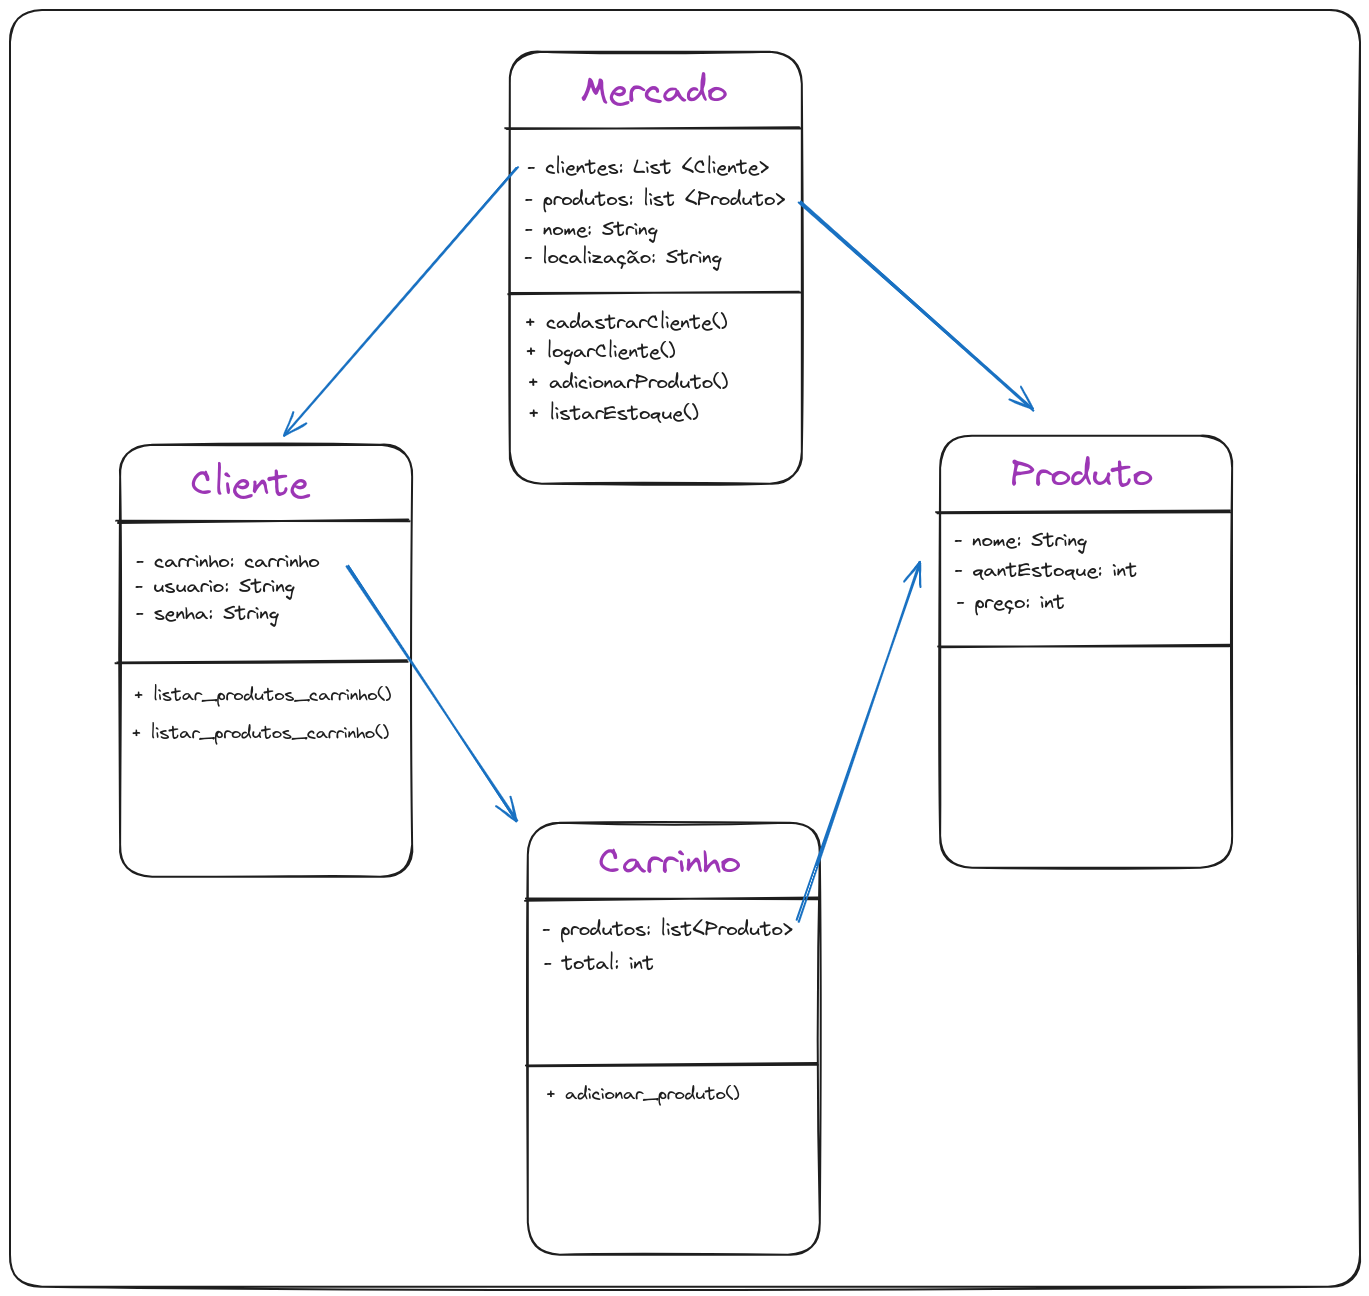 Mercado
- clientes: List <Cliente>
- produtos: list <Produto>
- nome: String
- localização: String
+ cadastrarCliente()
+ logarCliente()
+ adicionarProduto()
+ listarEstoque()
Cliente
- carrinho: carrinho
- usuario: String
- senha: String
+ listar_produtos_carrinho()
+ listar_produtos_carrinho()
Produto
- nome: String
- qantEstoque: int
- preço: int
Carrinho
- produtos: list<Produto>
- total: int
+ adicionar_produto()